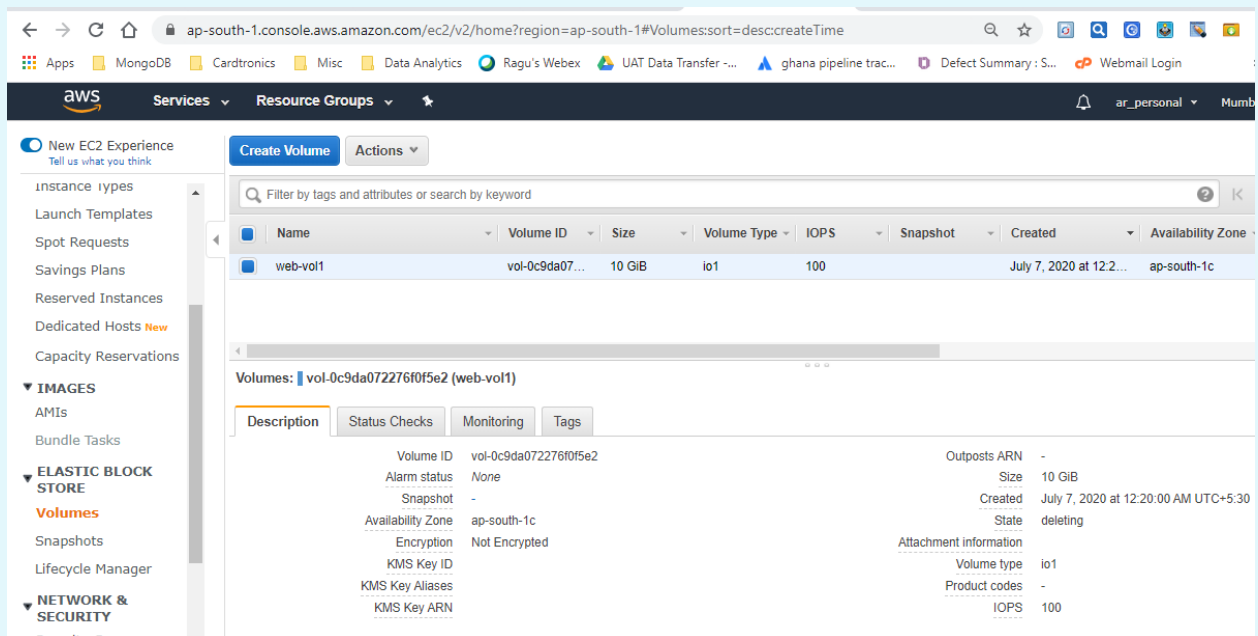 ap-south-1.console.aws.amazon.com/ec2/v2/home?region=ap-south-1#Volumes:sort=desc:createTime
Apps MongoDB Cardtronics Misc Data Analytics Ragu's Webex UAT Data Transfer -... ghana pipeline trac... Defect Summary : S... Webmail Login
aws Services Resource Groups ar_personal Mumb
New EC2 Experience
Tell us what you think
Create Volume Actions
Instance Types
Launch Templates
Spot Requests
Savings Plans
Reserved Instances
Dedicated Hosts New
Capacity Reservations
IMAGES
AMIs
Bundle Tasks
ELASTIC BLOCK
STORE
Volumes
Snapshots
Lifecycle Manager
NETWORK &
SECURITY
Filter by tags and attributes or search by keyword
Name Volume ID Size Volume Type IOPS Snapshot Created Availability Zone
web-vol1 vol-0c9da07... 10 GiB io1 100 July 7, 2020 at 12:2... ap-south-1c
Volumes: vol-0c9da072276f0f5e2 (web-vol1)
Description Status Checks Monitoring Tags
Volume ID vol-0c9da072276f0f5e2
Alarm status None
Snapshot -
Availability Zone ap-south-1c
Encryption Not Encrypted
KMS Key ID
KMS Key Aliases
KMS Key ARN
Outposts ARN -
Size 10 GiB
Created July 7, 2020 at 12:20:00 AM UTC+5:30
State deleting
Attachment information
Volume type io1
Product codes -
IOPS 100